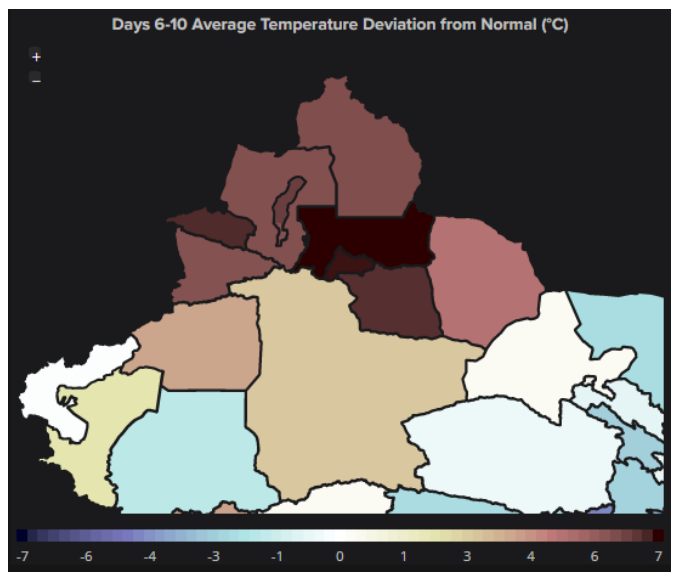 Days 6-10 Average Temperature Deviation from Normal (°C)
+
−
-7 -6 -4 -3 -1 0 1 3 4 6 7